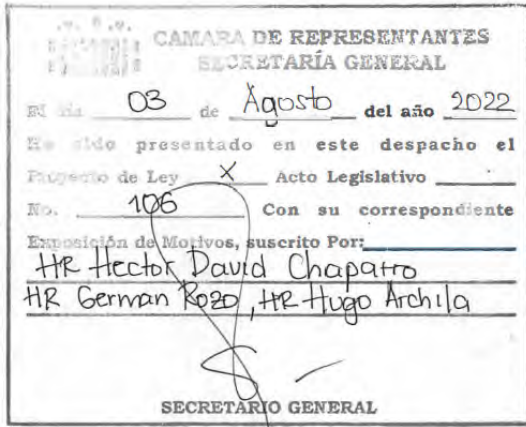 CAMARA DE REPRESENTANTES
SECRETARÍA GENERAL
El día 03 de Agosto del año 2022
Ha sido presentado en este despacho el
Proyecto de Ley X Acto Legislativo
No. 106 Con su correspondiente
Exposición de Motivos, suscrito Por:
HR Hector David Chaparro
HR German Rozo, HR Hugo Archila
SECRETARIO GENERAL